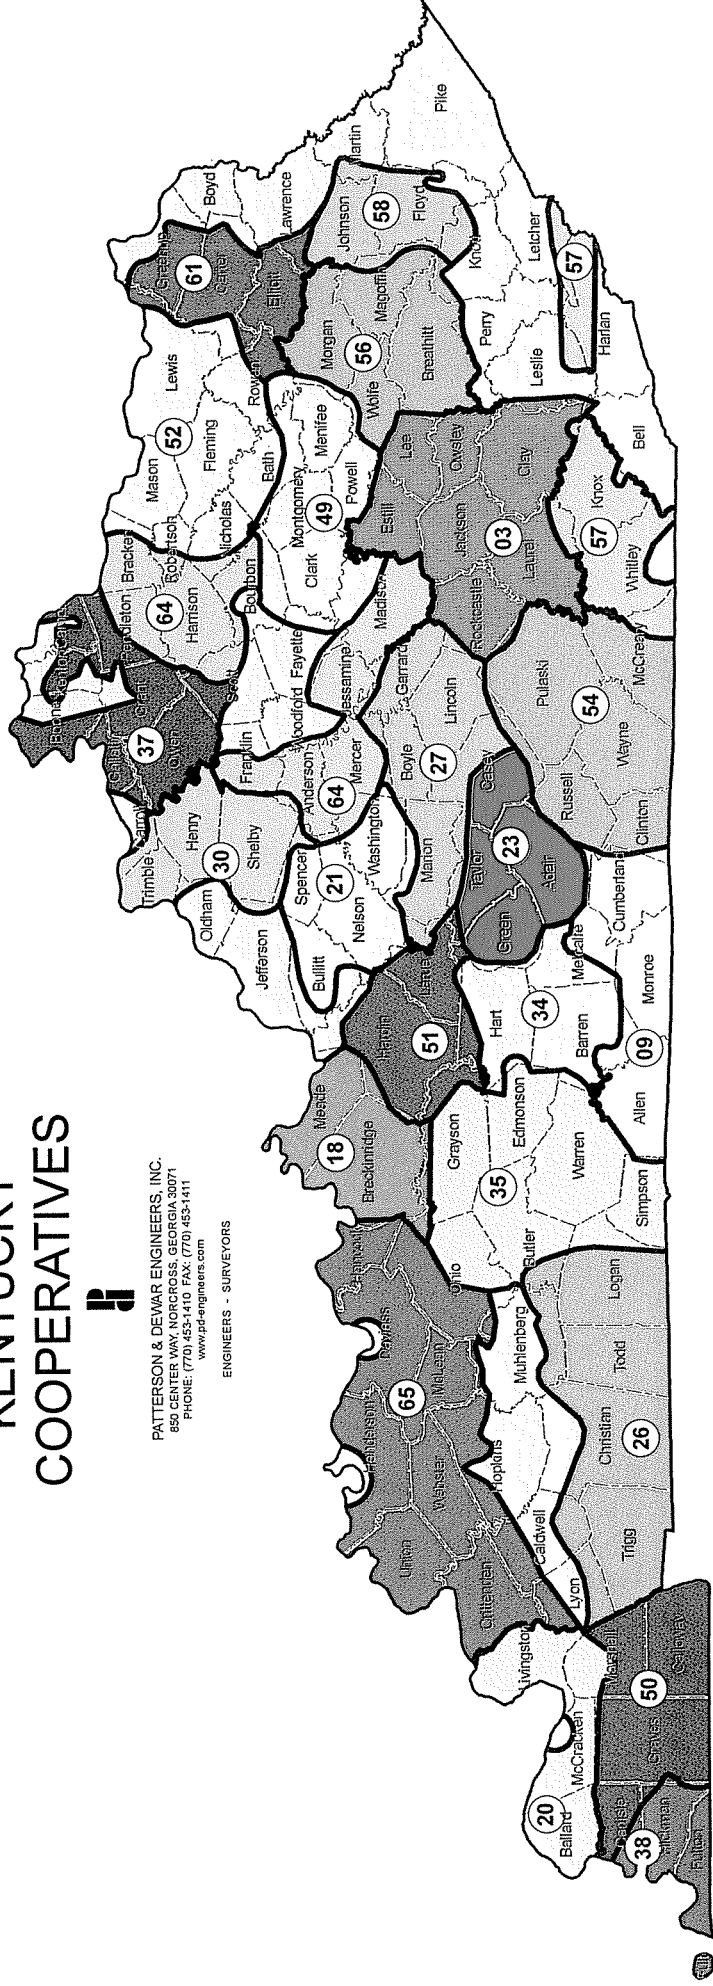 KENTUCKY
COOPERATIVES
PATTERSON & DEWAR ENGINEERS, INC.
850 CENTER WAY, NORCROSS, GEORGIA 30071
PHONE: (770) 453-1410 FAX: (770) 453-1411
www.pd-engineers.com
ENGINEERS - SURVEYORS
Boone
Kenton
Pendleton
Bracken
Mason
Lewis
Greenup
Boyd
52
61
Carter
Lawrence
Elliott
Rowan
Fleming
Robertson
Nicholas
Bath
64
Harrison
Bourbon
37
Owen
Carroll
Trimble
Henry
30
Shelby
Oldham
Jefferson
Franklin
Scott
Woodford
Fayette
Clark
Montgomery
49
Menifee
Powell
Morgan
56
Magoffin
Wolfe
Breathitt
Johnson
58
Floyd
Martin
Pike
Knott
Letcher
Perry
Leslie
57
Harlan
Bell
Estill
Lee
Owsley
Jackson
03
Clay
Laurel
Rockcastle
Knox
57
Whitley
McCreary
Madison
Jessamine
Garrard
Anderson
64
Mercer
Boyle
27
Lincoln
Marion
Casey
Spencer
21
Washington
Nelson
Bullitt
Pulaski
54
Wayne
Russell
Clinton
Taylor
23
Green
Adair
Cumberland
Metcalfe
Monroe
Hart
34
Barren
09
Allen
Hardin
51
Larue
Meade
18
Breckinridge
Grayson
Edmonson
35
Warren
Butler
Simpson
Ohio
Hancock
Daviess
65
McLean
Henderson
Webster
Union
Crittenden
Muhlenberg
Hopkins
Caldwell
Lyon
Logan
Todd
Christian
26
Trigg
Livingston
McCracken
20
Ballard
Marshall
50
Calloway
Graves
Carlisle
38
Hickman
Fulton